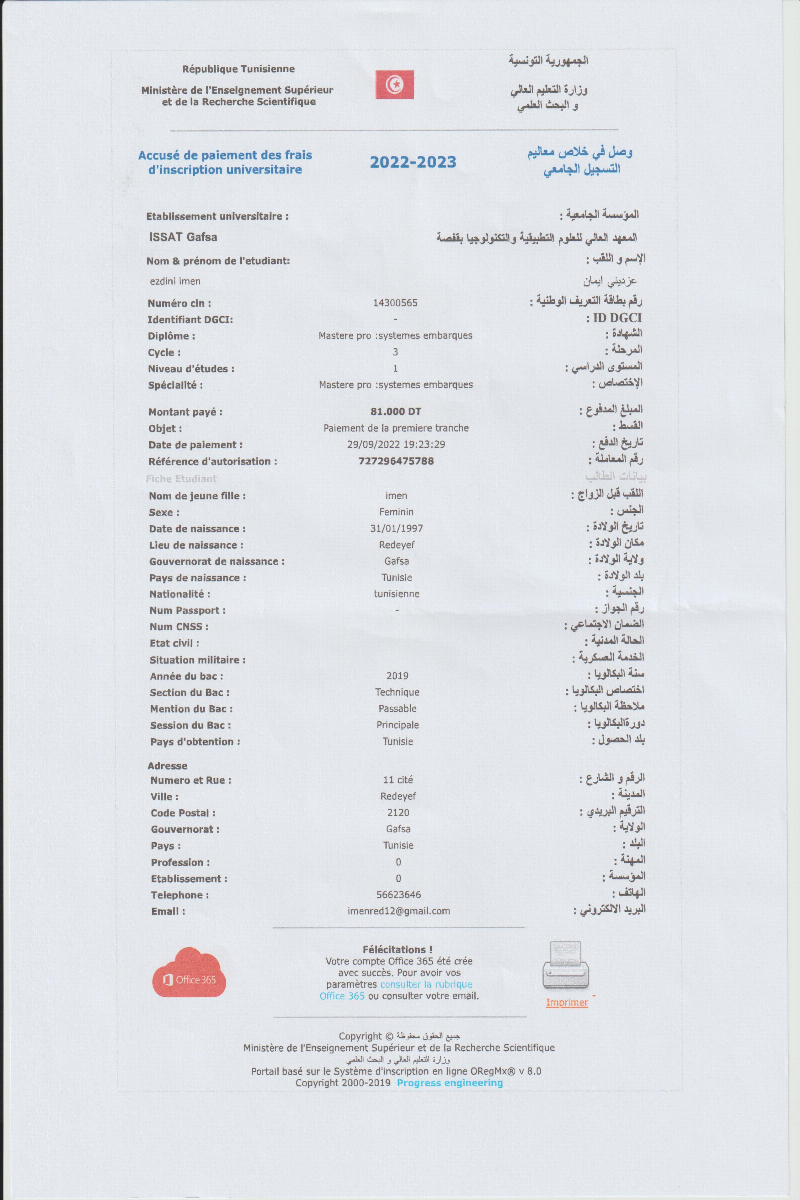 République Tunisienne
الجمهورية التونسية
Ministère de l'Enseignement Supérieur
et de la Recherche Scientifique
وزارة التعليم العالي
و البحث العلمي
Accusé de paiement des frais
d'inscription universitaire
2022-2023
وصل في خلاص معاليم
التسجيل الجامعي
Etablissement universitaire : المؤسسة الجامعية :
ISSAT Gafsa المعهد العالي للعلوم التطبيقية والتكنولوجيا بقفصة
Nom & prénom de l'etudiant: الإسم و اللقب :
ezdini imen عزديني ايمان
Numéro cin : 14300565 رقم بطاقة التعريف الوطنية :
Identifiant DGCI: - ID DGCI :
Diplôme : Mastere pro :systemes embarques الشهادة :
Cycle : 3 المرحلة :
Niveau d'études : 1 المستوى الدراسي :
Spécialité : Mastere pro :systemes embarques الإختصاص :
Montant payé : 81.000 DT المبلغ المدفوع :
Objet : Paiement de la premiere tranche القسط :
Date de paiement : 29/09/2022 19:23:29 تاريخ الدفع :
Référence d'autorisation : 727296475788 رقم المعاملة :
Fiche Etudiant بيانات الطالب
Nom de jeune fille : imen اللقب قبل الزواج :
Sexe : Feminin الجنس :
Date de naissance : 31/01/1997 تاريخ الولادة :
Lieu de naissance : Redeyef مكان الولادة :
Gouvernorat de naissance : Gafsa ولاية الولادة :
Pays de naissance : Tunisie بلد الولادة :
Nationalité : tunisienne الجنسية :
Num Passport : - رقم الجواز :
Num CNSS : الضمان الاجتماعي :
Etat civil : الحالة المدنية :
Situation militaire : الخدمة العسكرية :
Année du bac : 2019 سنة البكالويا :
Section du Bac : Technique اختصاص البكالويا :
Mention du Bac : Passable ملاحظة البكالويا :
Session du Bac : Principale دورةالبكالويا :
Pays d'obtention : Tunisie بلد الحصول :
Adresse
Numero et Rue : 11 cité الرقم و الشارع :
Ville : Redeyef المدينة :
Code Postal : 2120 الترقيم البريدي :
Gouvernorat : Gafsa الولاية :
Pays : Tunisie البلد :
Profession : 0 المهنة :
Etablissement : 0 المؤسسة :
Telephone : 56623646 الهاتف :
Email : imenred12@gmail.com البريد الالكتروني :
Office 365
Félécitations !
Votre compte Office 365 été crée
avec succès. Pour avoir vos
paramètres consulter la rubrique
Office 365 ou consulter votre email.
Imprimer
Copyright © جميع الحقوق محفوظة
Ministère de l'Enseignement Supérieur et de la Recherche Scientifique
وزارة التعليم العالي و البحث العلمي
Portail basé sur le Système d'inscription en ligne ORegMx® v 8.0
Copyright 2000-2019 Progress engineering